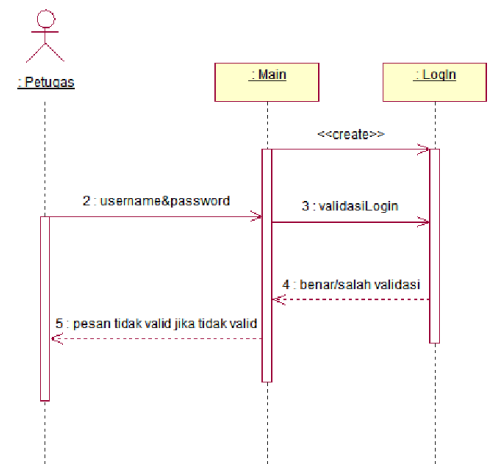 : Petugas
: Main
: LogIn
<<create>>
2 : username&password
3 : validasiLogin
4 : benar/salah validasi
5 : pesan tidak valid jika tidak valid